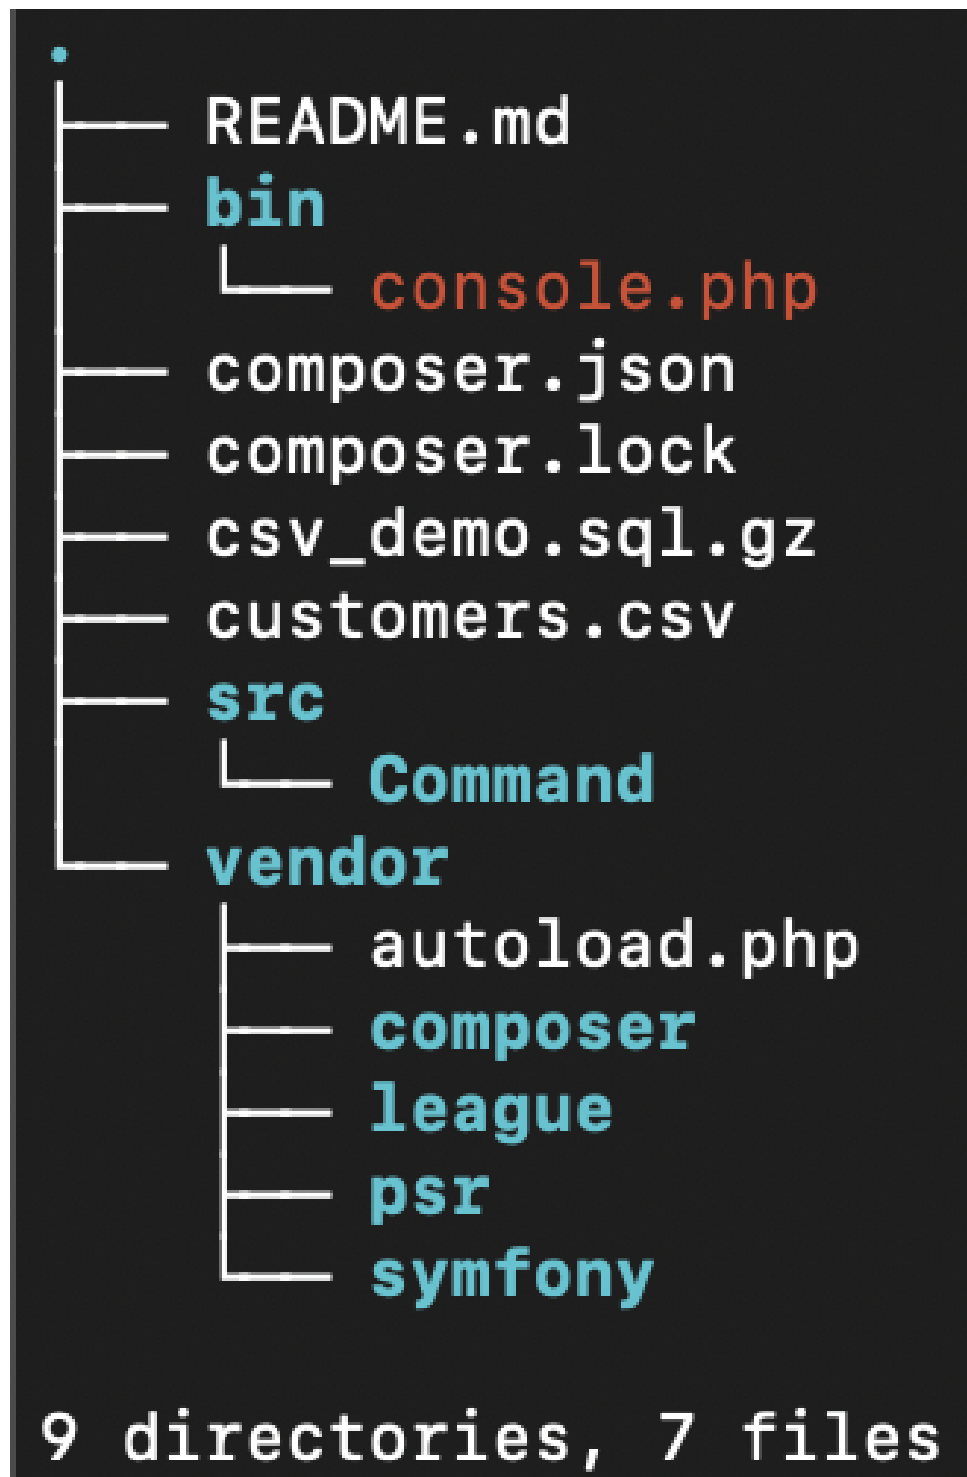 .
├── README.md
├── bin
│   └── console.php
├── composer.json
├── composer.lock
├── csv_demo.sql.gz
├── customers.csv
├── src
│   └── Command
└── vendor
    ├── autoload.php
    ├── composer
    ├── league
    ├── psr
    └── symfony
9 directories, 7 files